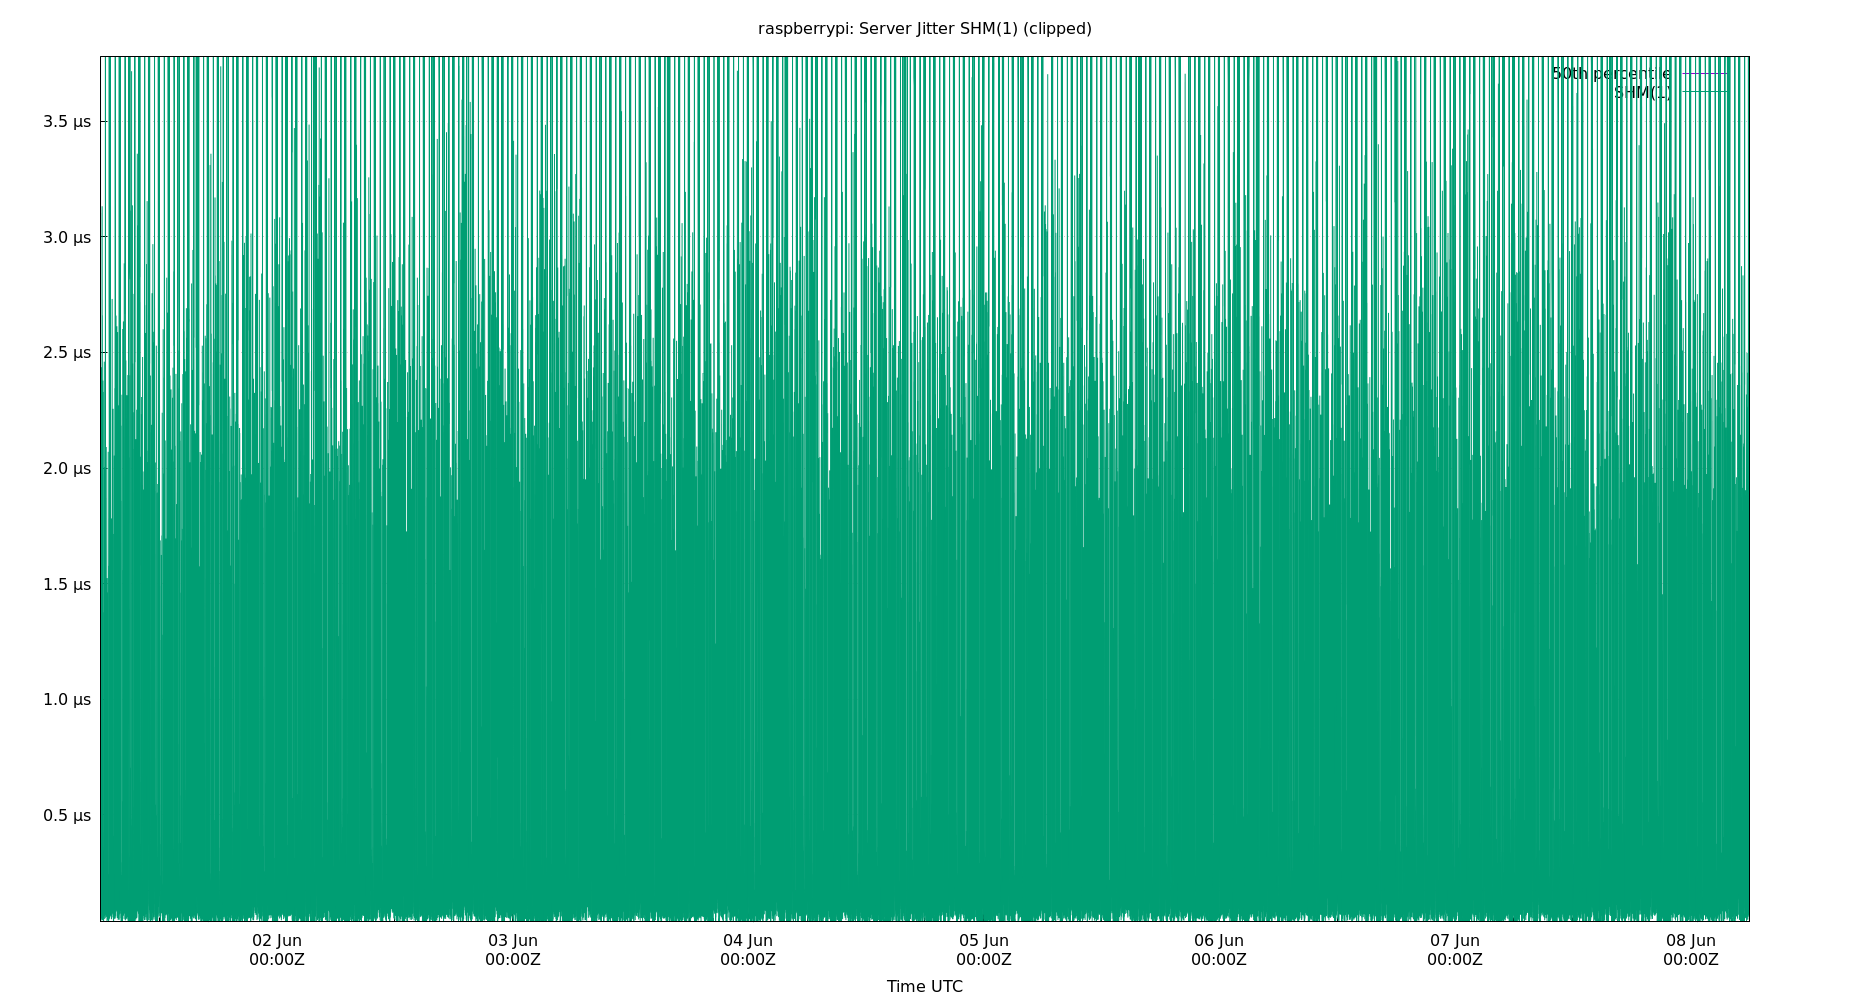 raspberrypi: Server Jitter SHM(1) (clipped)
50th percentile
SHM(1)
3.5 µs
3.0 µs
2.5 µs
2.0 µs
1.5 µs
1.0 µs
0.5 µs
02 Jun 03 Jun 04 Jun 05 Jun 06 Jun 07 Jun 08 Jun
00:00Z 00:00Z 00:00Z 00:00Z 00:00Z 00:00Z 00:00Z
Time UTC